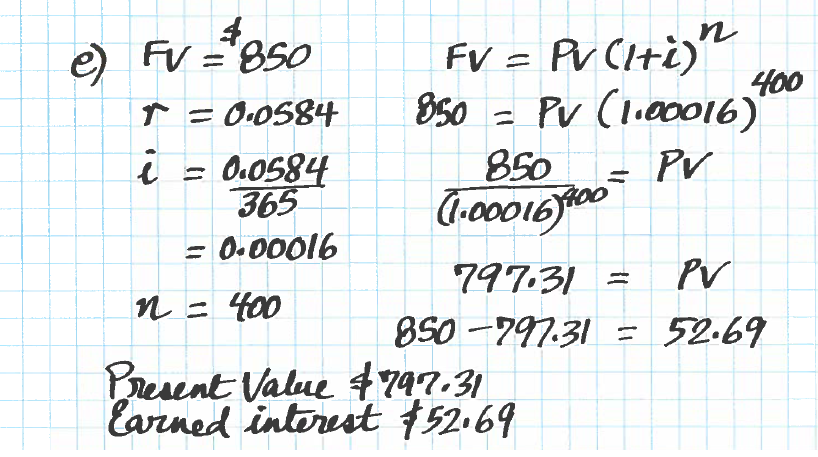 e) FV = $850
r = 0.0584
i = 0.0584/365
= 0.00016
n = 400
FV = PV (1+i)^n
850 = PV (1.00016)^400
850/(1.00016)^400 = PV
797.31 = PV
850 - 797.31 = 52.69
Present Value $797.31
Earned interest $52.69